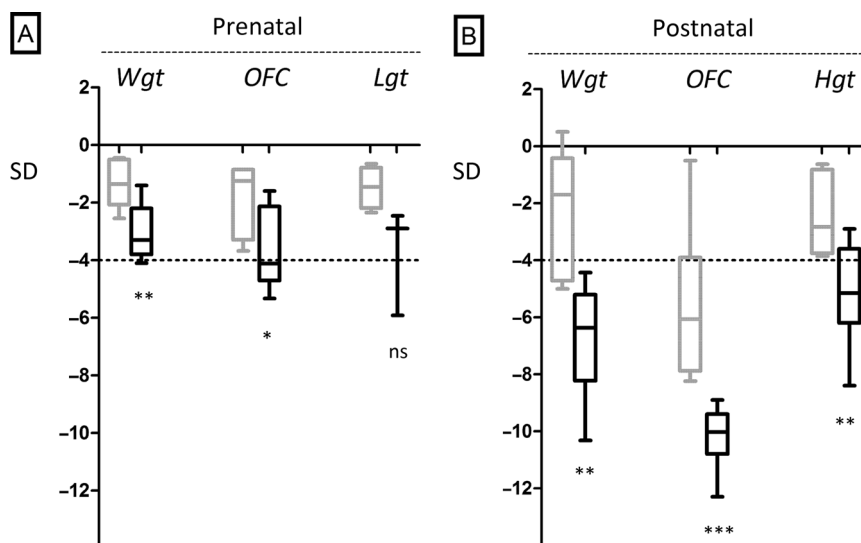 A
Prenatal
Wgt OFC Lgt
2
0
SD
−2
−4
−6
−8
−10
−12
**
*
ns
B
Postnatal
Wgt OFC Hgt
2
0
SD
−2
−4
−6
−8
−10
−12
**
***
**